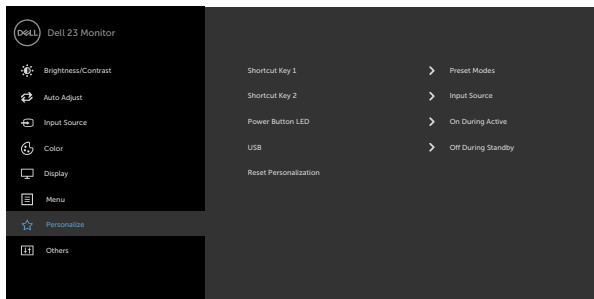 DELL Dell 23 Monitor
Brightness/Contrast
Auto Adjust
Input Source
Color
Display
Menu
Personalize
Others
Shortcut Key 1 Preset Modes
Shortcut Key 2 Input Source
Power Button LED On During Active
USB Off During Standby
Reset Personalization